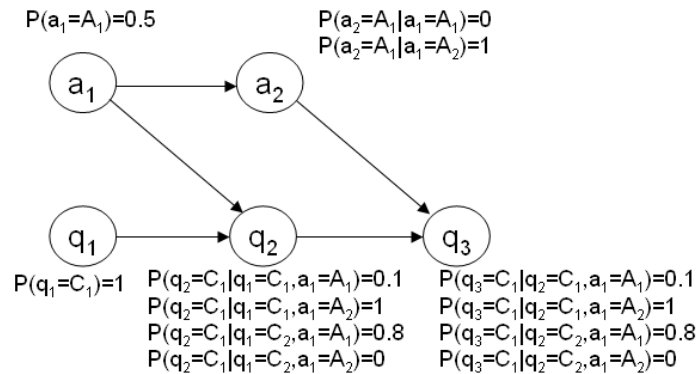 P(a₁=A₁)=0.5
P(a₂=A₁|a₁=A₁)=0
P(a₂=A₁|a₁=A₂)=1
a₁
a₂
q₁
q₂
q₃
P(q₁=C₁)=1
P(q₂=C₁|q₁=C₁,a₁=A₁)=0.1
P(q₂=C₁|q₁=C₁,a₁=A₂)=1
P(q₂=C₁|q₁=C₂,a₁=A₁)=0.8
P(q₂=C₁|q₁=C₂,a₁=A₂)=0
P(q₃=C₁|q₂=C₁,a₁=A₁)=0.1
P(q₃=C₁|q₂=C₁,a₁=A₂)=1
P(q₃=C₁|q₂=C₂,a₁=A₁)=0.8
P(q₃=C₁|q₂=C₂,a₁=A₂)=0